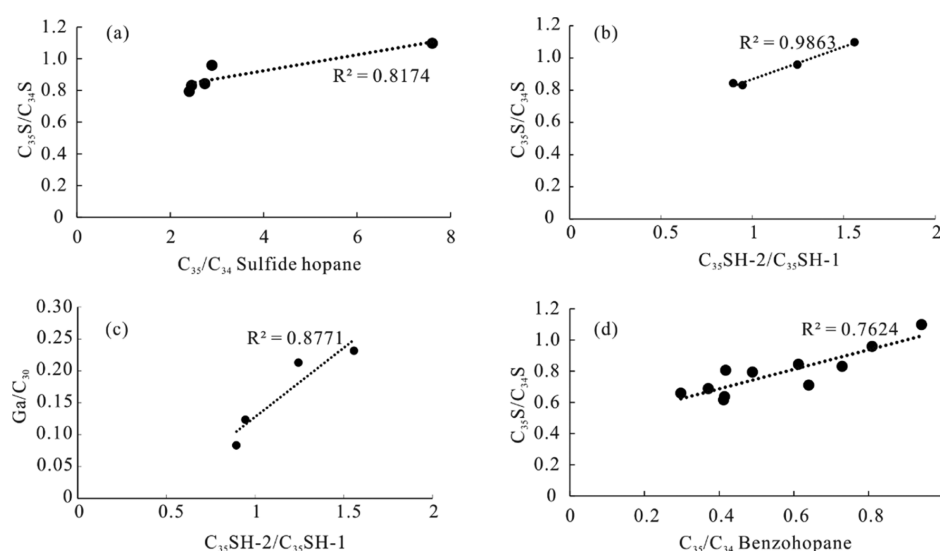 (a)
1.2
1.0
0.8
0.6
0.4
0.2
0
R² = 0.8174
C₃₅S/C₃₄S
0 2 4 6 8
C₃₅/C₃₄ Sulfide hopane
(b)
1.2
1.0
0.8
0.6
0.4
0.2
0
R² = 0.9863
C₃₅S/C₃₄S
0 0.5 1 1.5 2
C₃₅SH-2/C₃₅SH-1
(c)
0.30
0.25
0.20
0.15
0.10
0.05
0
R² = 0.8771
Ga/C₃₀
0 0.5 1 1.5 2
C₃₅SH-2/C₃₅SH-1
(d)
1.2
1.0
0.8
0.6
0.4
0.2
0
R² = 0.7624
C₃₅S/C₃₄S
0 0.2 0.4 0.6 0.8
C₃₅/C₃₄ Benzohopane